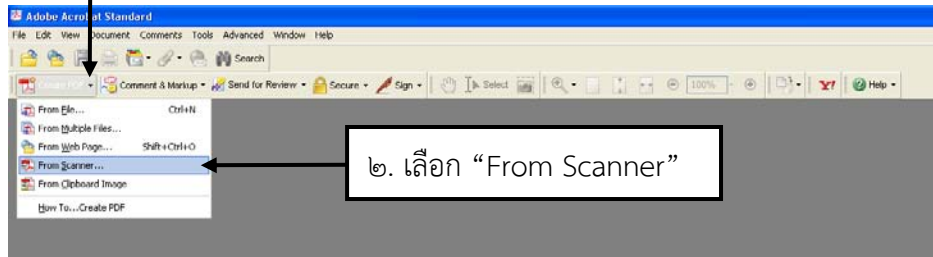 Adobe Acrobat Standard
File Edit View Document Comments Tools Advanced Window Help
Search
Create PDF Comment & Markup Send for Review Secure Sign Select 100% Y! Help
From File... Ctrl+N
From Multiple Files...
From Web Page... Shift+Ctrl+O
From Scanner...
๒. เลือก “From Scanner”
From Clipboard Image
How To...Create PDF